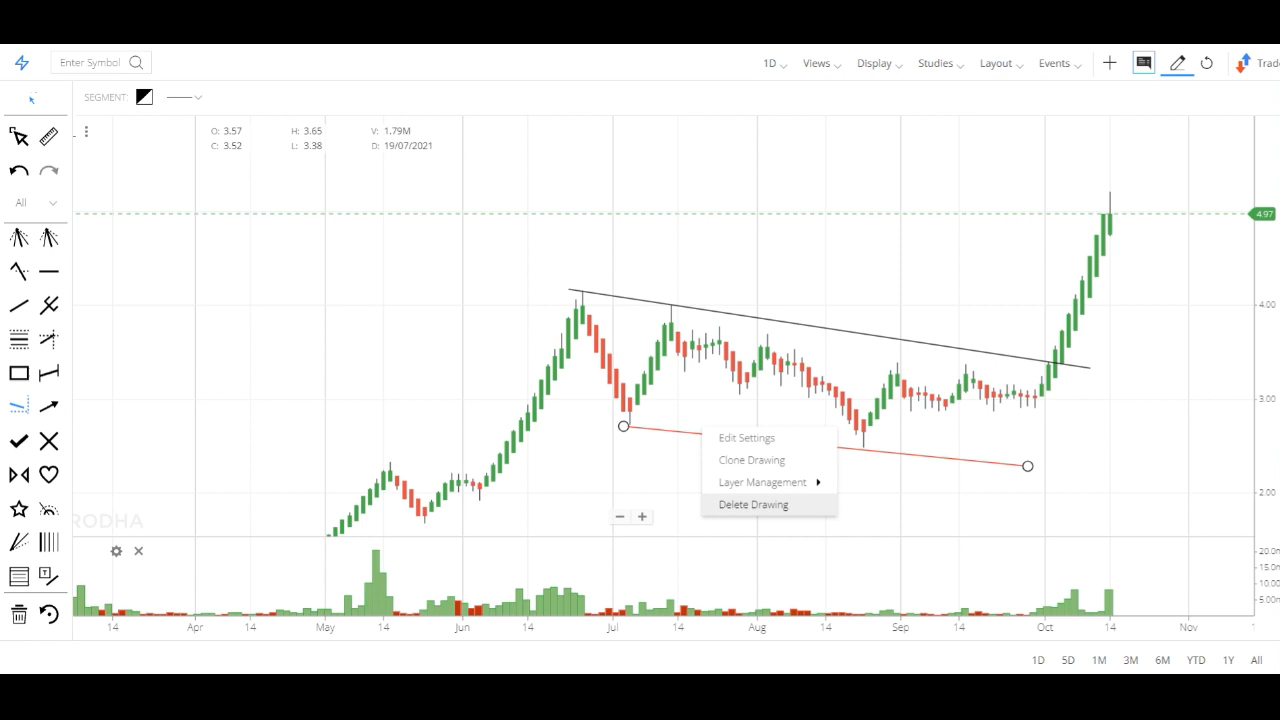 Enter Symbol
1D Views Display Studies Layout Events Trade
SEGMENT:
O: 3.57 H: 3.65 V: 1.79M
C: 3.52 L: 3.38 D: 19/07/2021
All
4.97
4.00
3.00
2.00
Edit Settings
Clone Drawing
Layer Management
Delete Drawing
RODHA
T
20.0m
15.0m
10.00
5.00m
14 Apr 14 May 14 Jun 14 Jul 14 Aug 14 Sep 14 Oct 14 Nov 1
1D 5D 1M 3M 6M YTD 1Y All